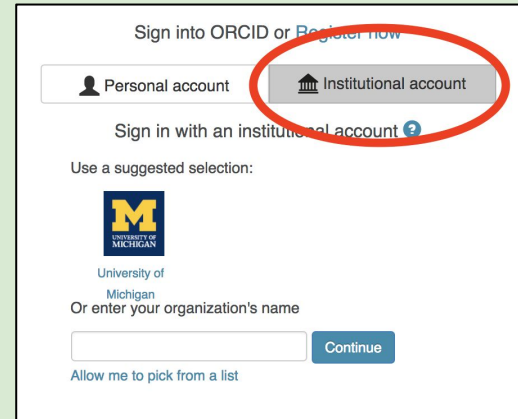 Sign into ORCID or Register now
Personal account
Institutional account
Sign in with an institutional account ?
Use a suggested selection:
M
UNIVERSITY OF
MICHIGAN
University of
Michigan
Or enter your organization's name
Continue
Allow me to pick from a list